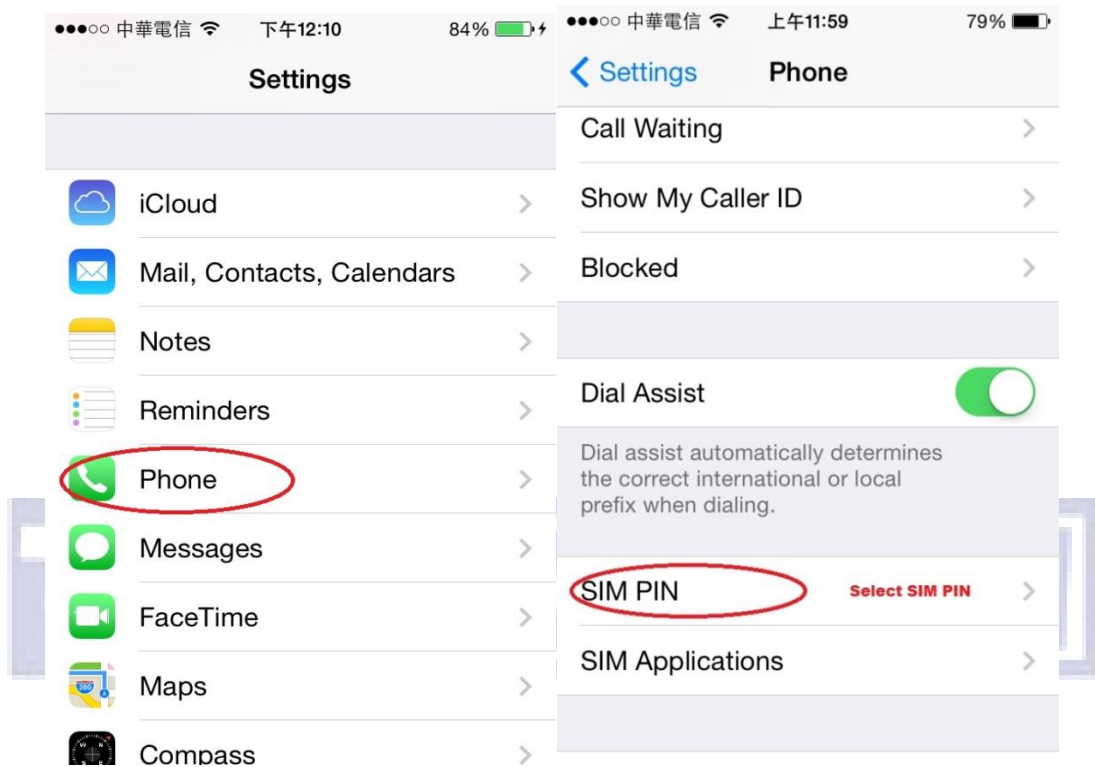 中華電信 下午12:10 84%
Settings
iCloud
Mail, Contacts, Calendars
Notes
Reminders
Phone
Messages
FaceTime
Maps
Compass
中華電信 上午11:59 79%
Settings Phone
Call Waiting
Show My Caller ID
Blocked
Dial Assist
Dial assist automatically determines
the correct international or local
prefix when dialing.
SIM PIN Select SIM PIN
SIM Applications